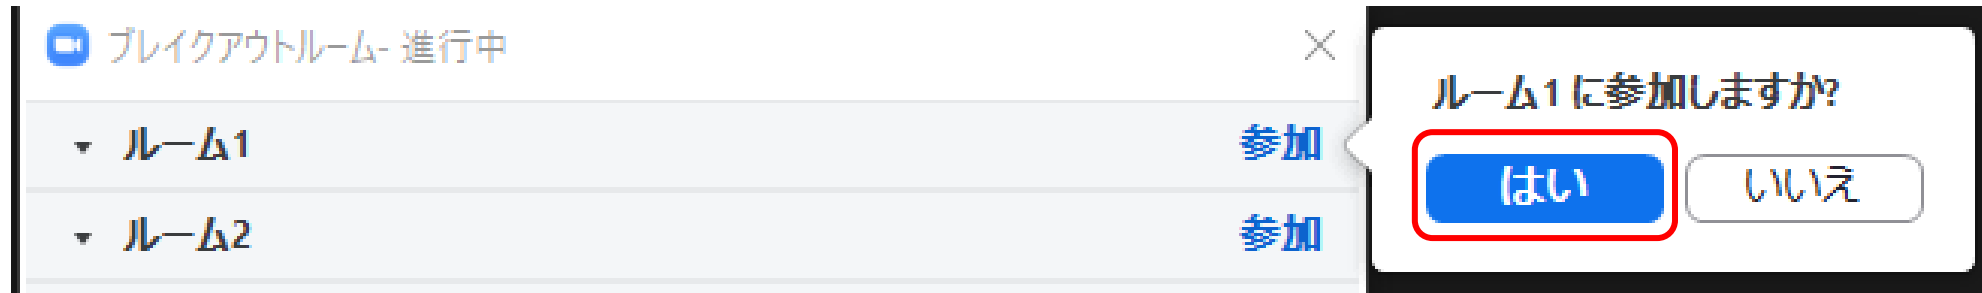 ブレイクアウトルーム- 進行中
ルーム1 参加
ルーム2 参加
ルーム1 に参加しますか?
はい いいえ